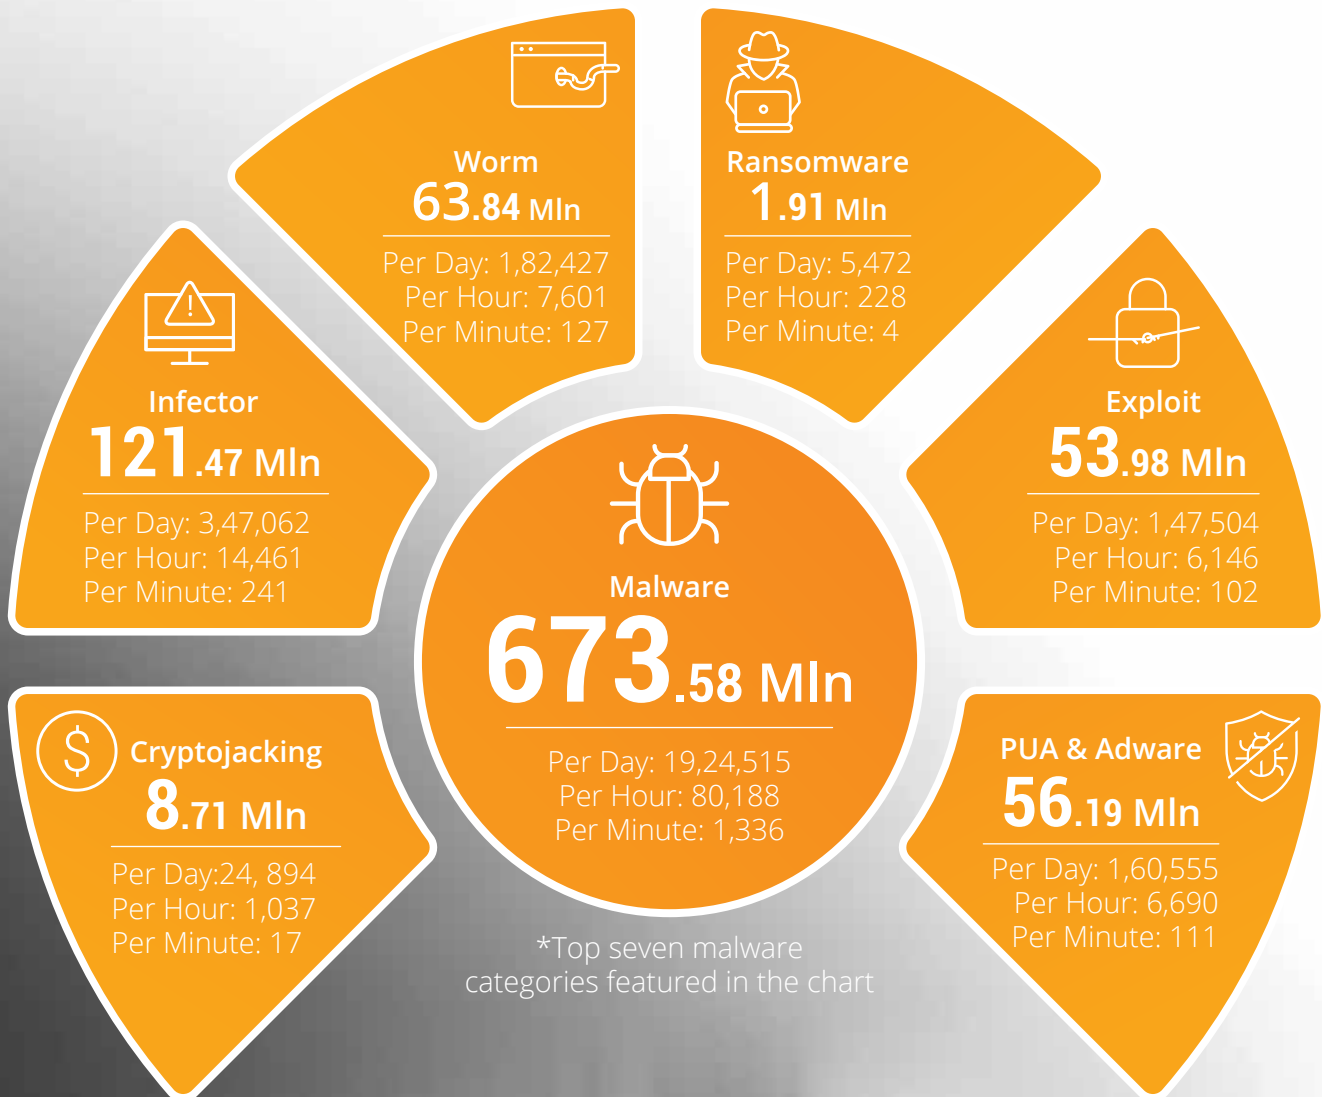 Worm
63.84 Mln
Per Day: 1,82,427
Per Hour: 7,601
Per Minute: 127
Ransomware
1.91 Mln
Per Day: 5,472
Per Hour: 228
Per Minute: 4
Infector
121.47 Mln
Per Day: 3,47,062
Per Hour: 14,461
Per Minute: 241
Exploit
53.98 Mln
Per Day: 1,47,504
Per Hour: 6,146
Per Minute: 102
Malware
673.58 Mln
Per Day: 19,24,515
Per Hour: 80,188
Per Minute: 1,336
Cryptojacking
8.71 Mln
Per Day:24, 894
Per Hour: 1,037
Per Minute: 17
PUA & Adware
56.19 Mln
Per Day: 1,60,555
Per Hour: 6,690
Per Minute: 111
*Top seven malware
categories featured in the chart